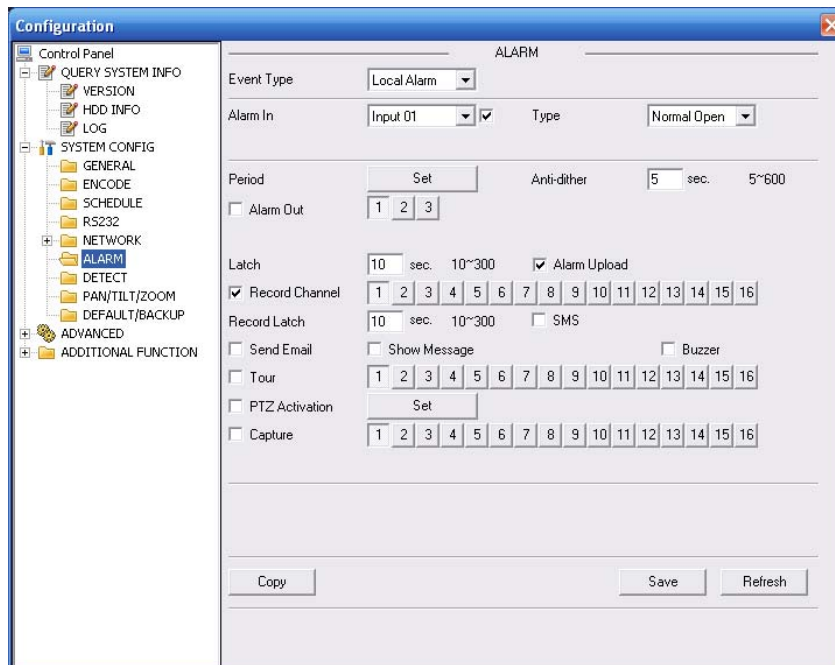 Configuration
Control Panel
QUERY SYSTEM INFO
VERSION
HDD INFO
LOG
SYSTEM CONFIG
GENERAL
ENCODE
SCHEDULE
RS232
NETWORK
ALARM
DETECT
PAN/TILT/ZOOM
DEFAULT/BACKUP
ADVANCED
ADDITIONAL FUNCTION
ALARM
Event Type Local Alarm
Alarm In Input 01 Type Normal Open
Period Set Anti-dither 5 sec. 5~600
Alarm Out 1 2 3
Latch 10 sec. 10~300 Alarm Upload
Record Channel 1 2 3 4 5 6 7 8 9 10 11 12 13 14 15 16
Record Latch 10 sec. 10~300 SMS
Send Email Show Message Buzzer
Tour 1 2 3 4 5 6 7 8 9 10 11 12 13 14 15 16
PTZ Activation Set
Capture 1 2 3 4 5 6 7 8 9 10 11 12 13 14 15 16
Copy Save Refresh